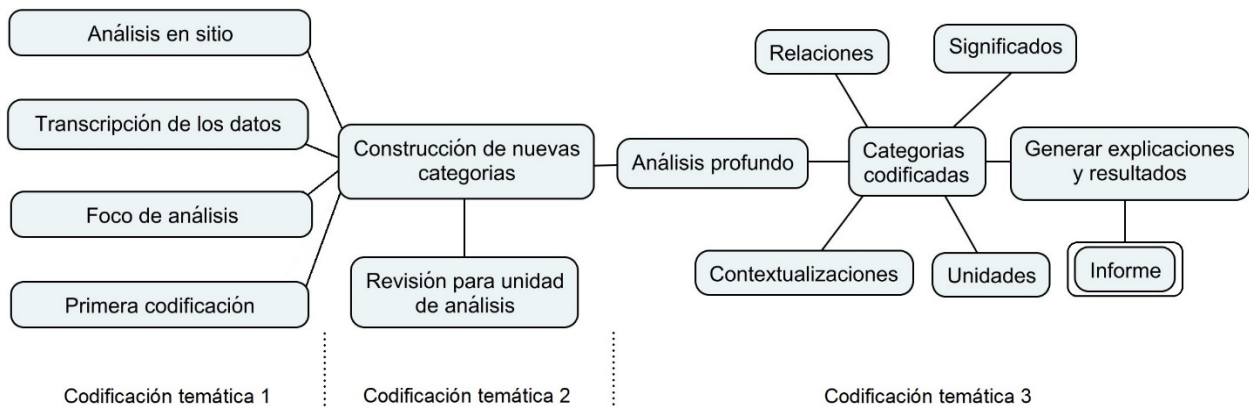 Análisis en sitio
Transcripción de los datos
Foco de análisis
Primera codificación
Construcción de nuevas
categorias
Revisión para unidad
de análisis
Análisis profundo
Relaciones
Significados
Categorias
codificadas
Contextualizaciones
Unidades
Generar explicaciones
y resultados
Informe
Codificación temática 1
Codificación temática 2
Codificación temática 3